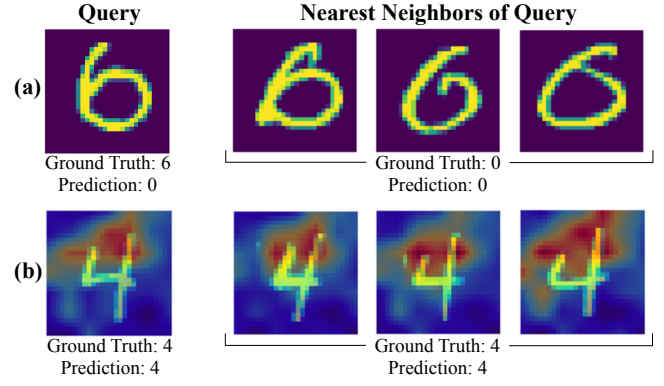 Query Nearest Neighbors of Query
(a)
Ground Truth: 6 Ground Truth: 0
Prediction: 0 Prediction: 0
(b)
Ground Truth: 4 Ground Truth: 4
Prediction: 4 Prediction: 4